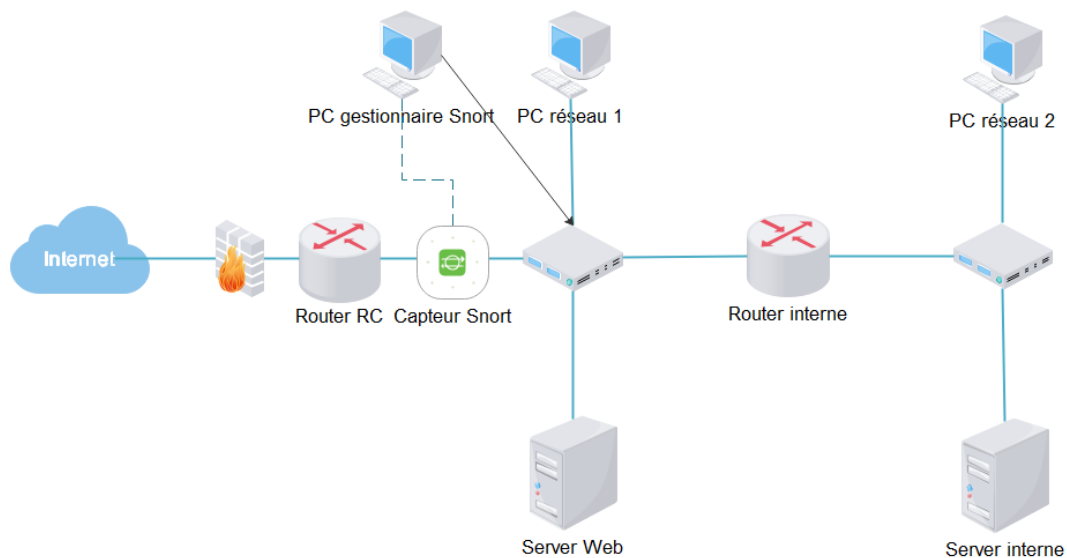 PC gestionnaire Snort
PC réseau 1
PC réseau 2
Internet
Router RC
Capteur Snort
Router interne
Server Web
Server interne